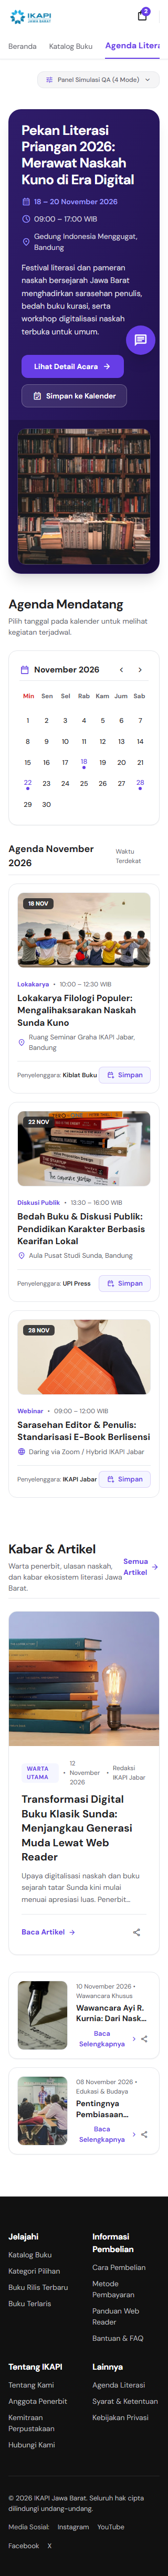 IKAPI
2
Beranda
Katalog Buku
Agenda Litera
Panel Simulasi QA (4 Mode)
Pekan Literasi
Priangan 2026:
Merawat Naskah
Kuno di Era Digital
18 – 20 November 2026
09:00 – 17:00 WIB
Gedung Indonesia Menggugat,
Bandung
Festival literasi dan pameran
naskah bersejarah Jawa Barat
menghadirkan sarasehan penulis,
bedah buku kurasi, serta
workshop digitalisasi naskah
terbuka untuk umum.
Lihat Detail Acara →
Simpan ke Kalender
Agenda Mendatang
Pilih tanggal pada kalender untuk melihat
kegiatan terjadwal.
November 2026
Min Sen Sel Rab Kam Jum Sab
1 2 3 4 5 6 7
8 9 10 11 12 13 14
15 16 17 18 19 20 21
22 23 24 25 26 27 28
29 30
Agenda November
2026
Waktu
Terdekat
18 NOV
Lokakarya • 10:00 – 12:30 WIB
Lokakarya Filologi Populer:
Mengalihaksarakan Naskah
Sunda Kuno
Ruang Seminar Graha IKAPI Jabar,
Bandung
Penyelenggara: Kiblat Buku
Simpan
22 NOV
Diskusi Publik • 13:30 – 16:00 WIB
Bedah Buku & Diskusi Publik:
Pendidikan Karakter Berbasis
Kearifan Lokal
Aula Pusat Studi Sunda, Bandung
Penyelenggara: UPI Press
Simpan
28 NOV
Webinar • 09:00 – 12:00 WIB
Sarasehan Editor & Penulis:
Standarisasi E-Book Berlisensi
Daring via Zoom / Hybrid IKAPI Jabar
Penyelenggara: IKAPI Jabar
Simpan
Kabar & Artikel
Warta penerbit, ulasan naskah,
dan kabar ekosistem literasi Jawa
Barat.
Semua
Artikel →
WARTA
UTAMA
• 12
November
2026
• Redaksi
IKAPI Jabar
Transformasi Digital
Buku Klasik Sunda:
Menjangkau Generasi
Muda Lewat Web
Reader
Upaya digitalisasi naskah dan buku
sejarah tatar Sunda kini mulai
menuai apresiasi luas. Penerbit...
Baca Artikel →
10 November 2026 •
Wawancara Khusus
Wawancara Ayi R.
Kurnia: Dari Nask...
Baca
Selengkapnya
08 November 2026 •
Edukasi & Budaya
Pentingnya
Pembiasaan...
Baca
Selengkapnya
Jelajahi
Katalog Buku
Kategori Pilihan
Buku Rilis Terbaru
Buku Terlaris
Informasi
Pembelian
Cara Pembelian
Metode
Pembayaran
Panduan Web
Reader
Bantuan & FAQ
Tentang IKAPI
Tentang Kami
Anggota Penerbit
Kemitraan
Perpustakaan
Hubungi Kami
Lainnya
Agenda Literasi
Syarat & Ketentuan
Kebijakan Privasi
© 2026 IKAPI Jawa Barat. Seluruh hak cipta
dilindungi undang-undang.
Media Sosial: Instagram YouTube
Facebook X